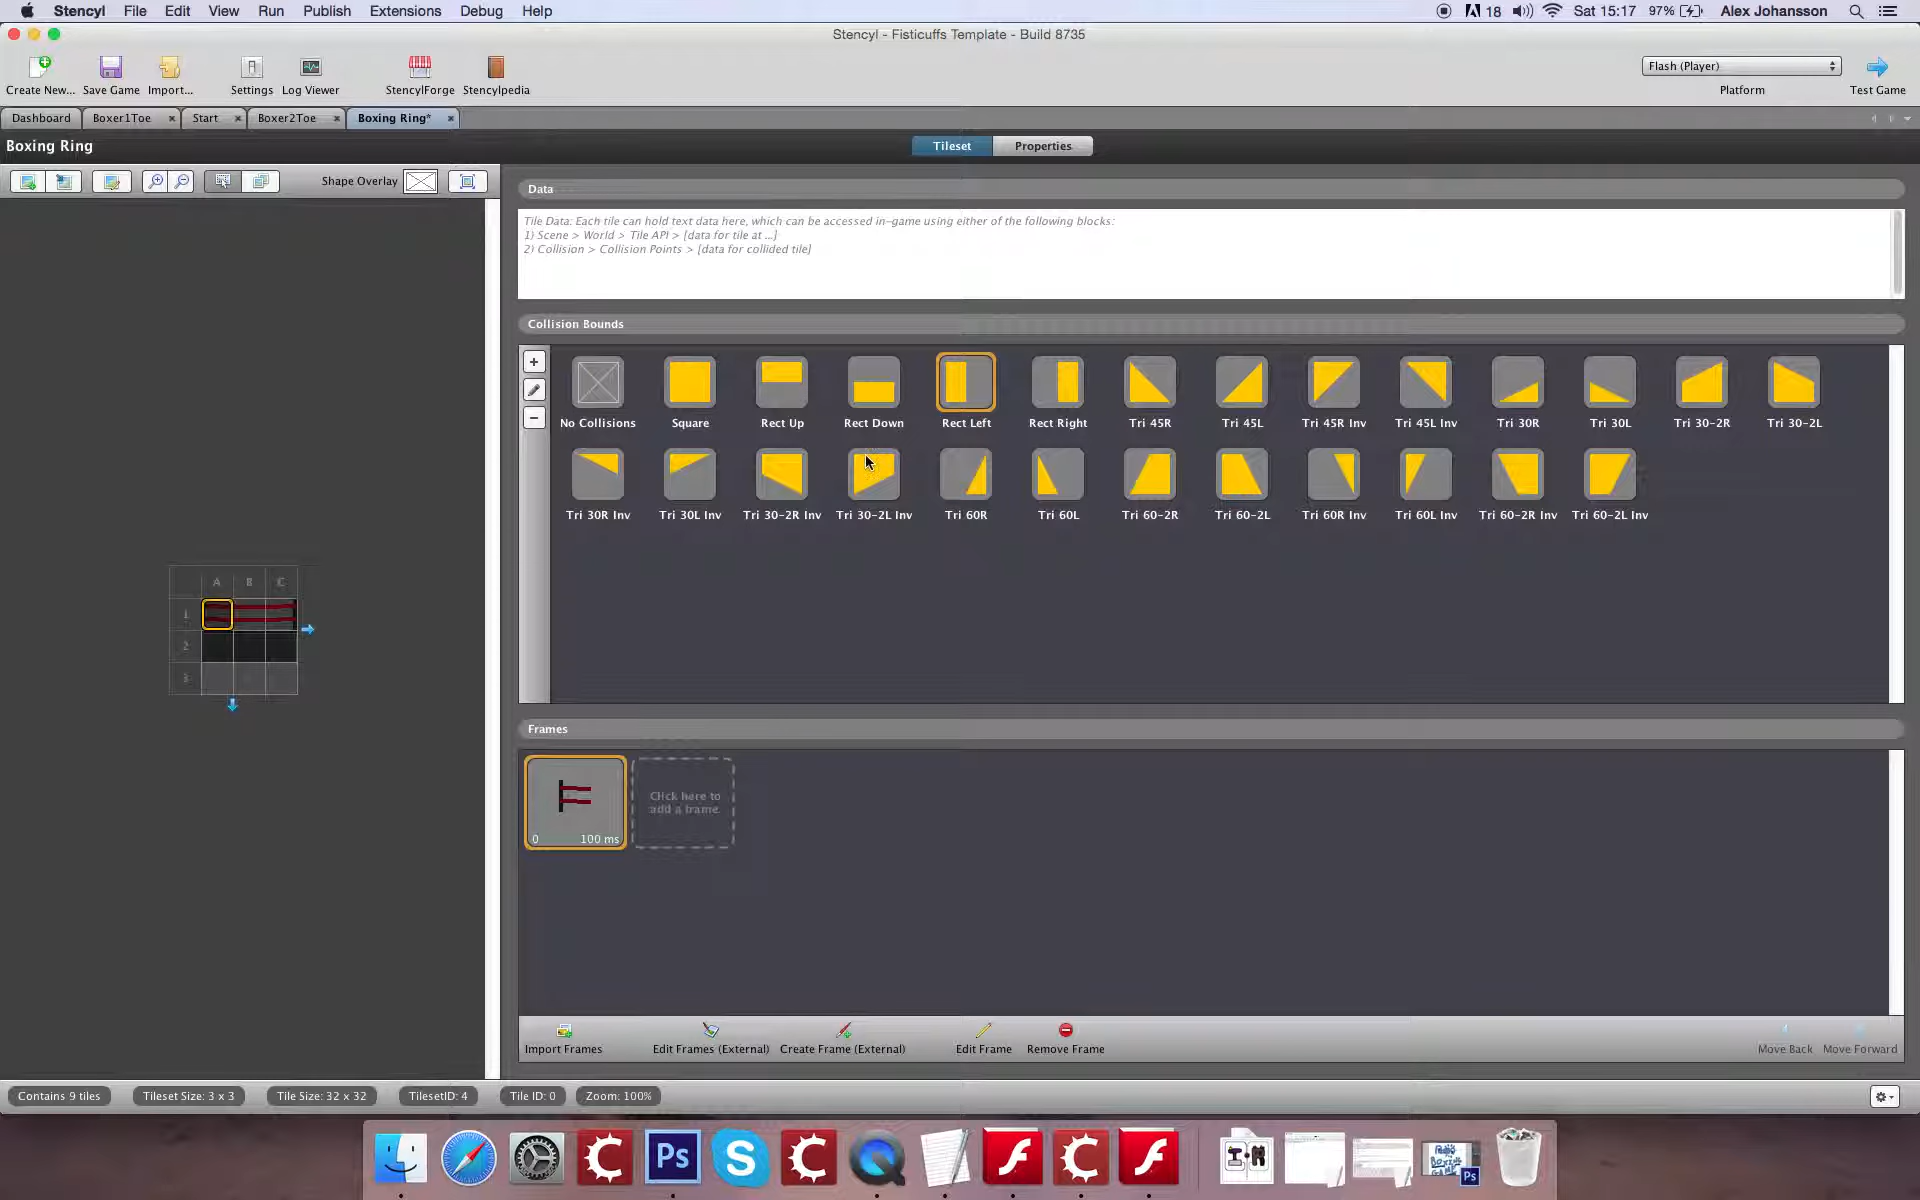 Stencyl File Edit View Run Publish Extensions Debug Help 18 Sat 15:17 97% Alex Johansson
Stencyl - Fisticuffs Template - Build 8735
Create New... Save Game Import... Settings Log Viewer StencylForge Stencylpedia Flash (Player) Platform Test Game
Dashboard Boxer1Toe Start Boxer2Toe Boxing Ring*
Boxing Ring Tileset Properties
Shape Overlay
Data
Tile Data: Each tile can hold text data here, which can be accessed in-game using either of the following blocks:
1) Scene > World > Tile API > [data for tile at ...]
2) Collision > Collision Points > [data for collided tile]
Collision Bounds
No Collisions Square Rect Up Rect Down Rect Left Rect Right Tri 45R Tri 45L Tri 45R Inv Tri 45L Inv Tri 30R Tri 30L Tri 30-2R Tri 30-2L
Tri 30R Inv Tri 30L Inv Tri 30-2R Inv Tri 30-2L Inv Tri 60R Tri 60L Tri 60-2R Tri 60-2L Tri 60R Inv Tri 60L Inv Tri 60-2R Inv Tri 60-2L Inv
A B C
1
2
3
Frames
Click here to
add a frame.
0 100 ms
Import Frames Edit Frames (External) Create Frame (External) Edit Frame Remove Frame Move Back Move Forward
Contains 9 tiles Tileset Size: 3 x 3 Tile Size: 32 x 32 TilesetID: 4 Tile ID: 0 Zoom: 100%
Ps